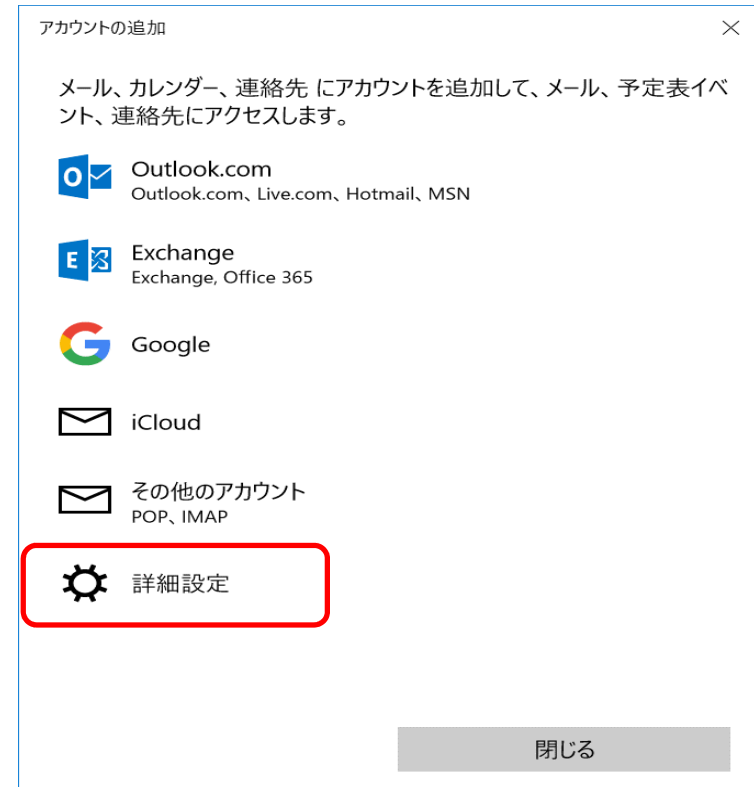 アカウントの追加
メール、カレンダー、連絡先 にアカウントを追加して、メール、予定表イベ
ント、連絡先にアクセスします。
Outlook.com
Outlook.com、Live.com、Hotmail、MSN
Exchange
Exchange, Office 365
Google
iCloud
その他のアカウント
POP、IMAP
詳細設定
閉じる